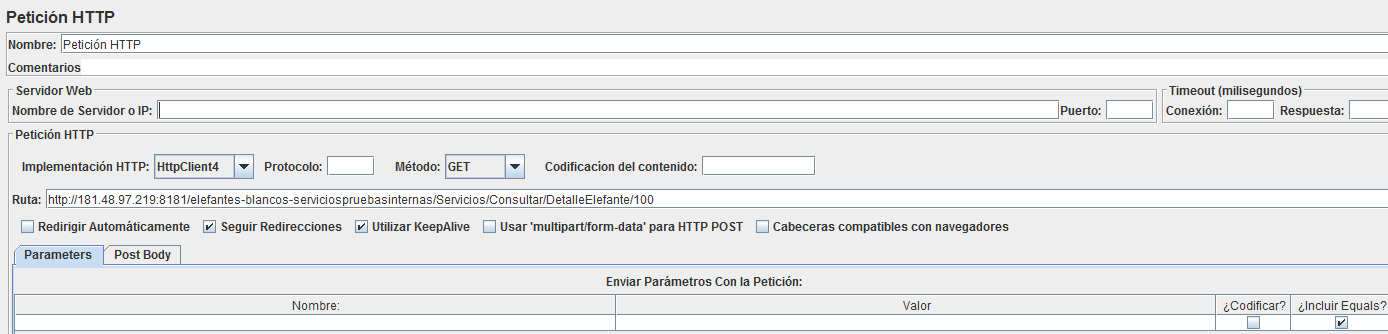 Petición HTTP
Nombre: Petición HTTP
Comentarios
Servidor Web Timeout (milisegundos)
Nombre de Servidor o IP: Puerto: Conexión: Respuesta:
Petición HTTP
Implementación HTTP: HttpClient4 Protocolo: Método: GET Codificacion del contenido:
Ruta: http://181.48.97.219:8181/elefantes-blancos-serviciospruebasinternas/Servicios/Consultar/DetalleElefante/100
Redirigir Automáticamente Seguir Redirecciones Utilizar KeepAlive Usar 'multipart/form-data' para HTTP POST Cabeceras compatibles con navegadores
Parameters Post Body
Enviar Parámetros Con la Petición:
Nombre: Valor ¿Codificar? ¿Incluir Equals?